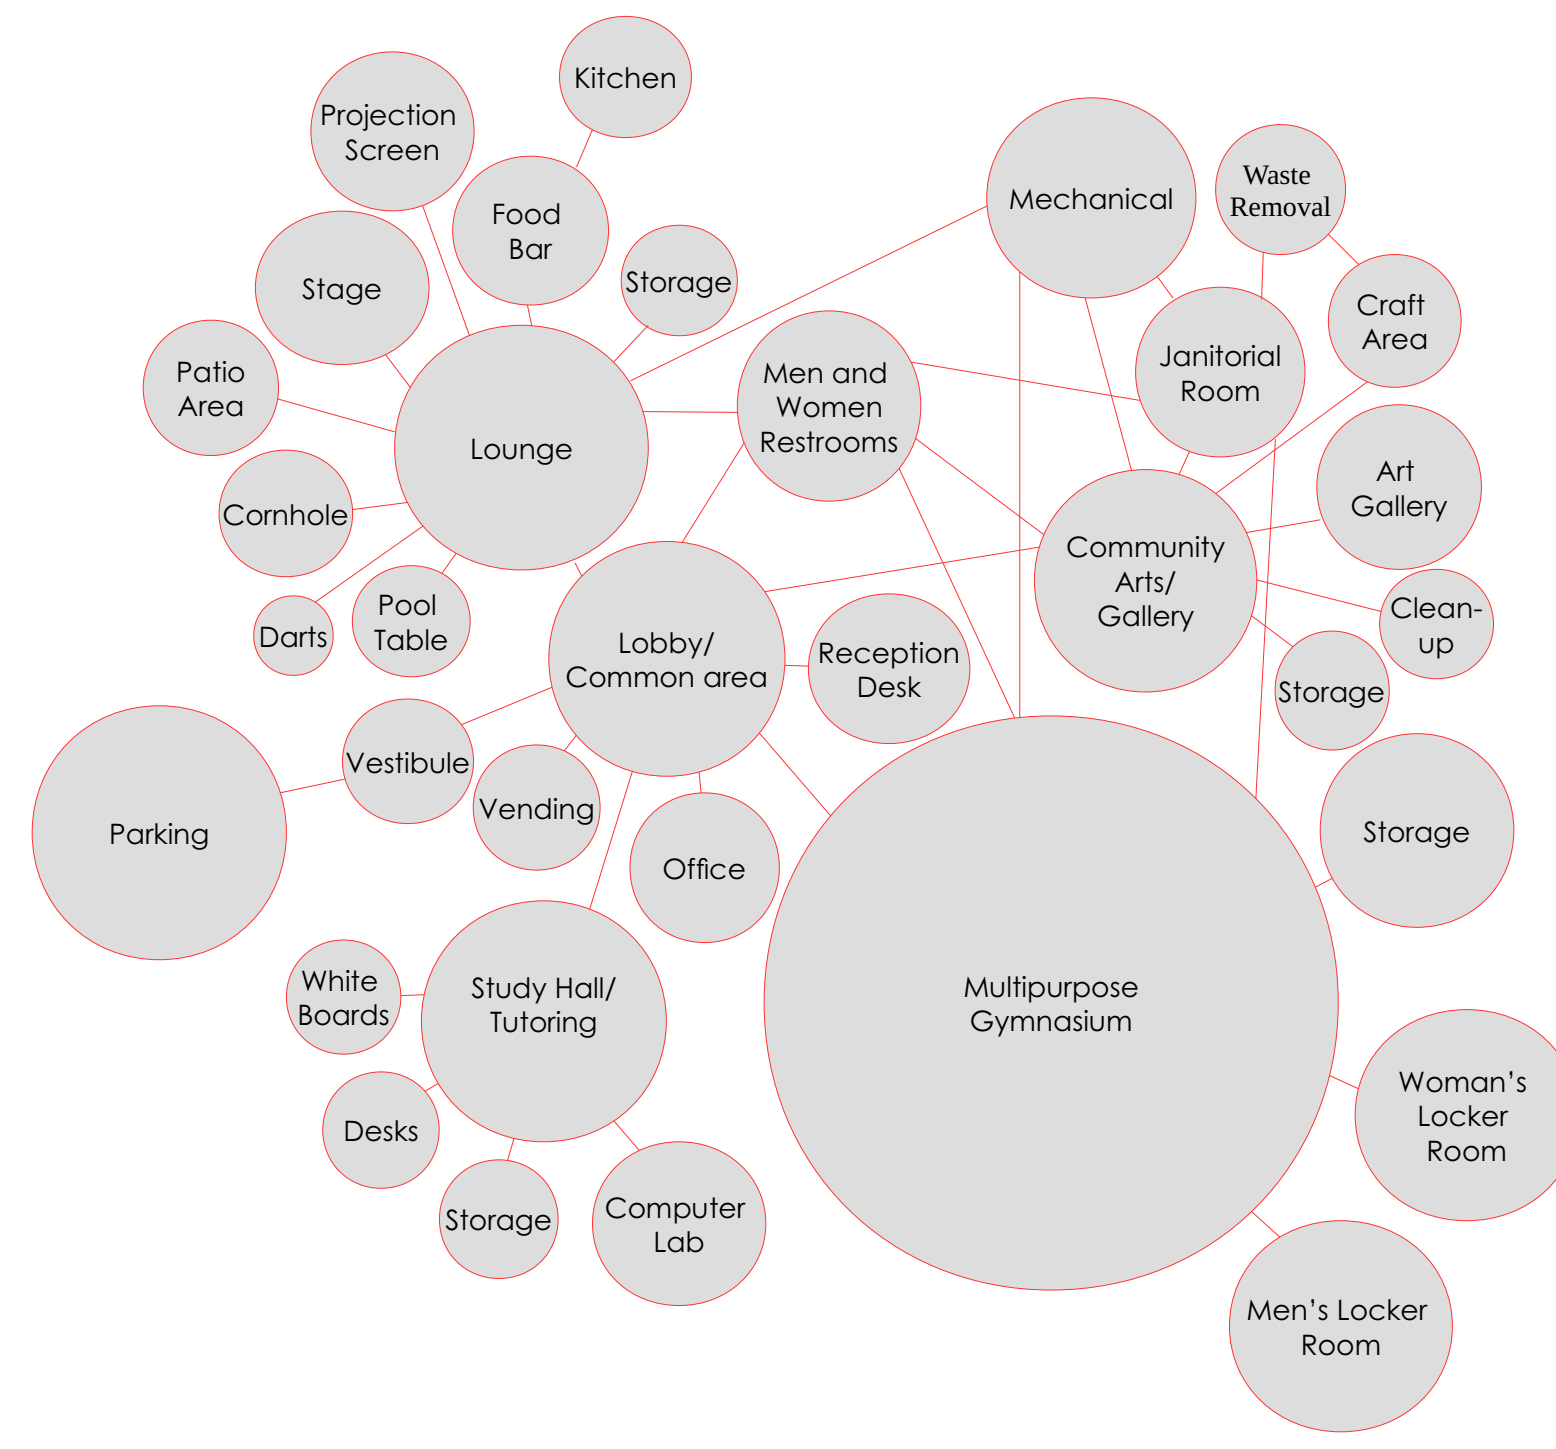 Kitchen
Projection
Screen
Mechanical
Waste
Removal
Food
Bar
Storage
Stage
Craft
Area
Patio
Area
Men and
Women
Restrooms
Janitorial
Room
Lounge
Art
Gallery
Cornhole
Community
Arts/
Gallery
Clean-
up
Darts
Pool
Table
Lobby/
Common area
Reception
Desk
Storage
Vestibule
Vending
Parking
Office
Storage
White
Boards
Study Hall/
Tutoring
Multipurpose
Gymnasium
Woman’s
Locker
Room
Desks
Storage
Computer
Lab
Men’s Locker
Room